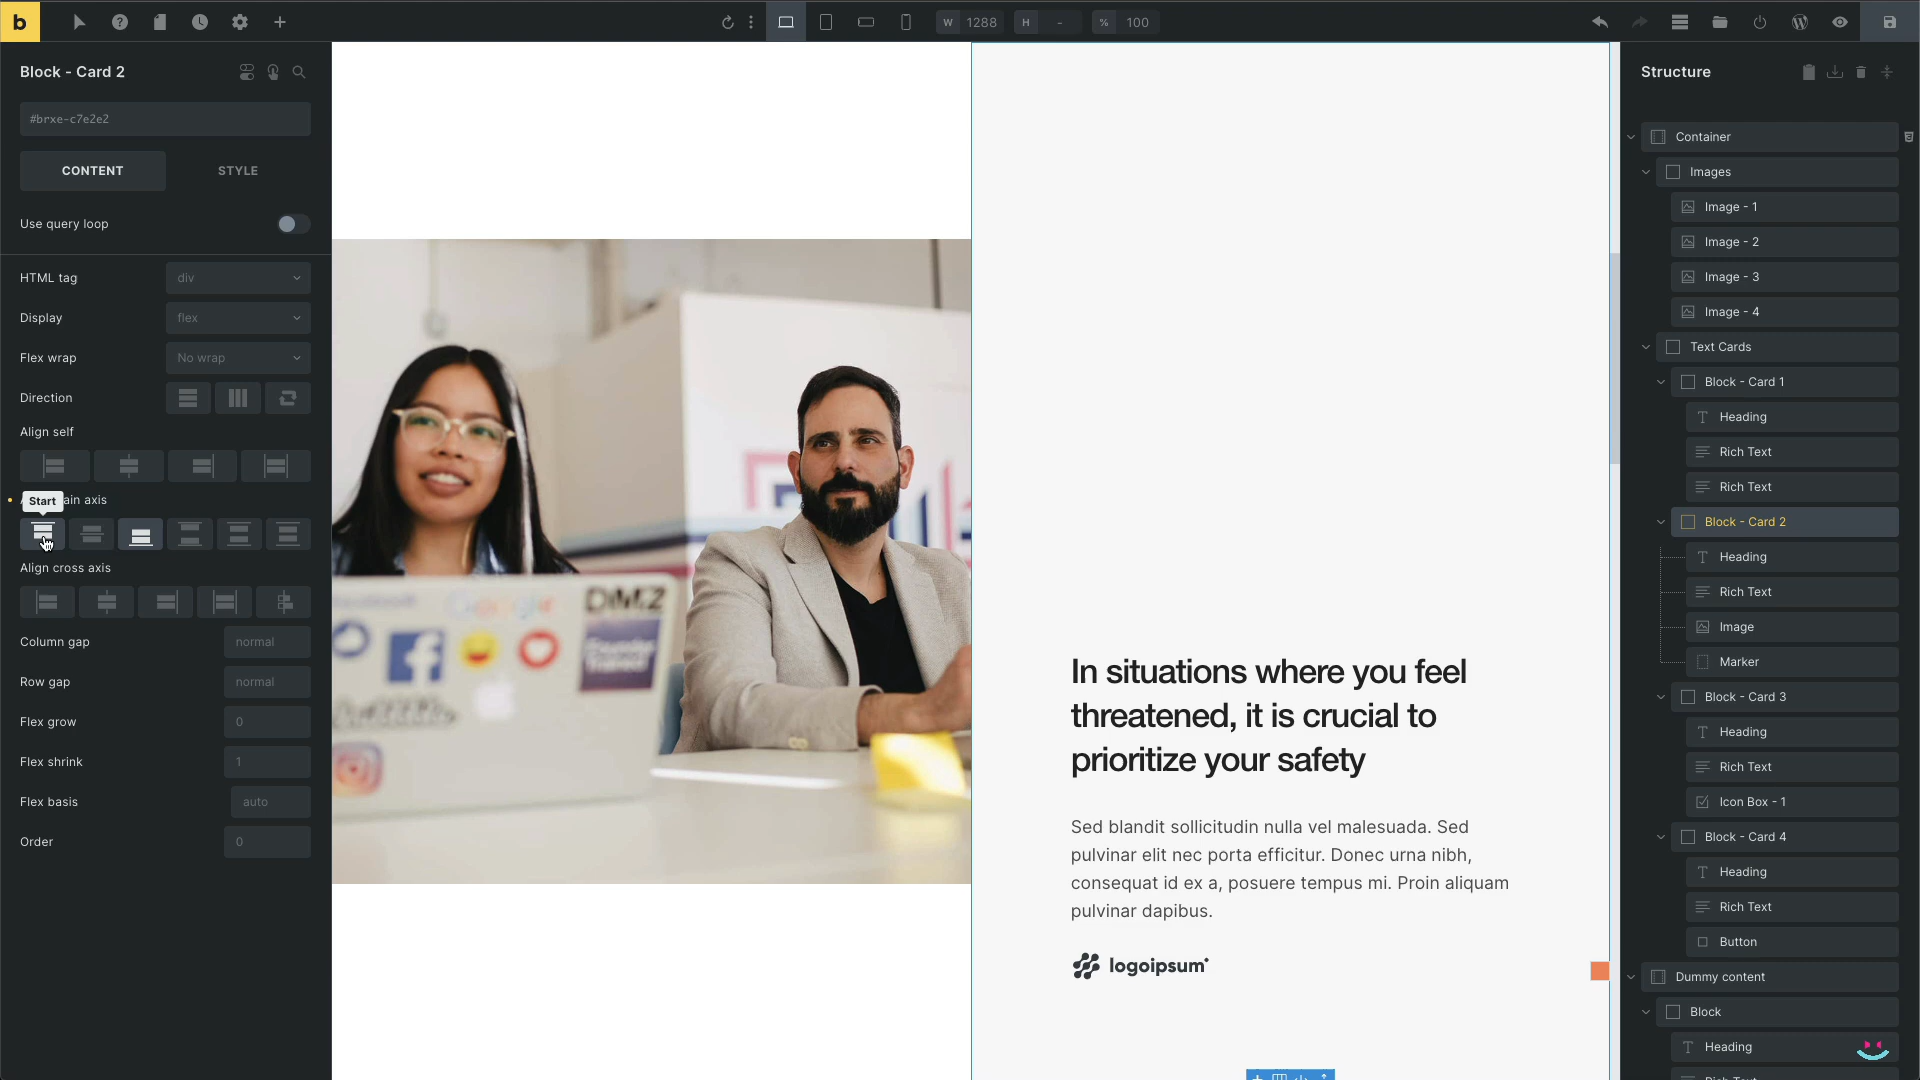 b
W 1288
H -
% 100
Block - Card 2
#brxe-c7e2e2
CONTENT
STYLE
Use query loop
HTML tag
div
Display
flex
Flex wrap
No wrap
Direction
Align self
Start
ain axis
Align cross axis
Column gap
normal
Row gap
normal
Flex grow
0
Flex shrink
1
Flex basis
auto
Order
0
facebook
Google
DMZ
In situations where you feel
threatened, it is crucial to
prioritize your safety
Sed blandit sollicitudin nulla vel malesuada. Sed
pulvinar elit nec porta efficitur. Donec urna nibh,
consequat id ex a, posuere tempus mi. Proin aliquam
pulvinar dapibus.
logoipsum
Structure
Container
Images
Image - 1
Image - 2
Image - 3
Image - 4
Text Cards
Block - Card 1
Heading
Rich Text
Rich Text
Block - Card 2
Heading
Rich Text
Image
Marker
Block - Card 3
Heading
Rich Text
Icon Box - 1
Block - Card 4
Heading
Rich Text
Button
Dummy content
Block
Heading
Rich Text